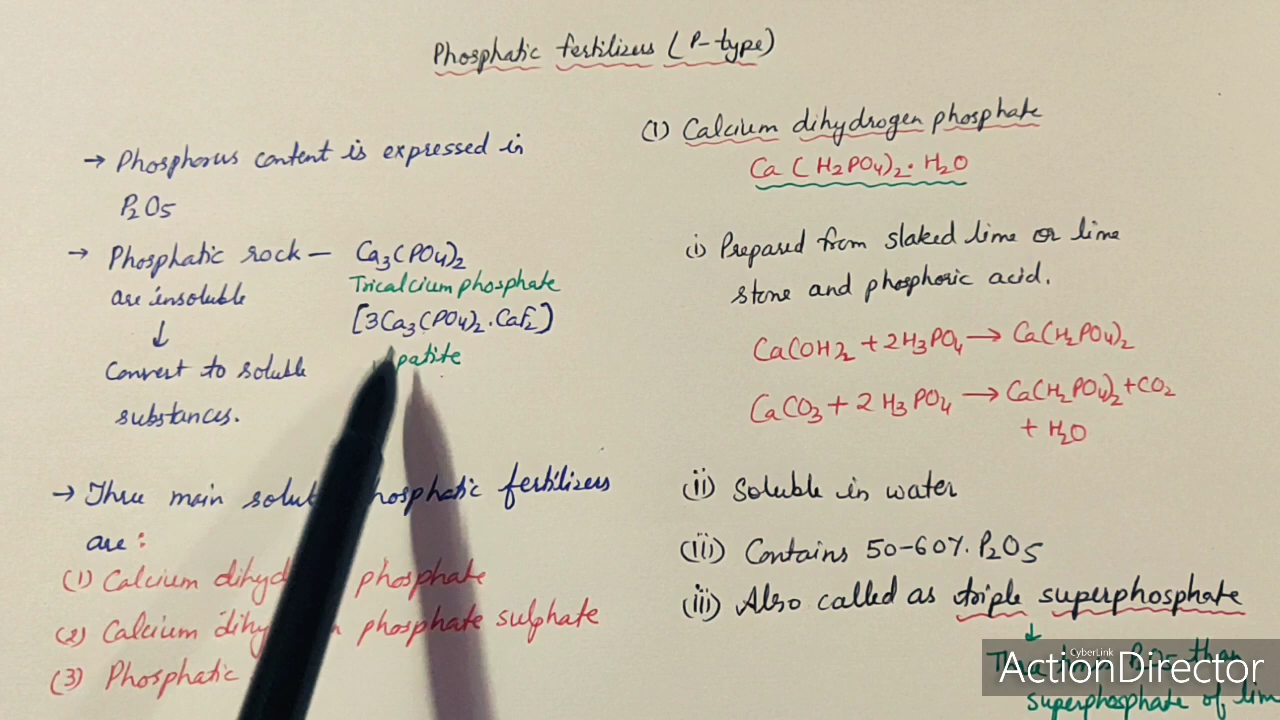 Phosphatic fertilizers (P-type)
→ Phosphorus content is expressed in
P2O5
→ Phosphatic rock — Ca3(PO4)2
are insoluble Tricalcium phosphate
↓ [3Ca3(PO4)2.CaF2]
patite
Convert to soluble
substances.
→ Three main phosphatic fertilizers
are:
(1) Calcium phosphate
(2) Calcium phosphate sulphate
(3) Phosphatic
(1) Calcium dihydrogen phosphate
Ca(H2PO4)2.H2O
i) Prepared from slaked lime or lime
stone and phosphoric acid.
Ca(OH)2 + 2H3PO4 → Ca(H2PO4)2
CaCO3 + 2H3PO4 → Ca(H2PO4)2 + CO2
+ H2O
(ii) Soluble in water
(iii) Contains 50-60% P2O5
(iii) Also called as triple superphosphate
↓
P2O5 than
superphosphate of lim
CyberLink
ActionDirector